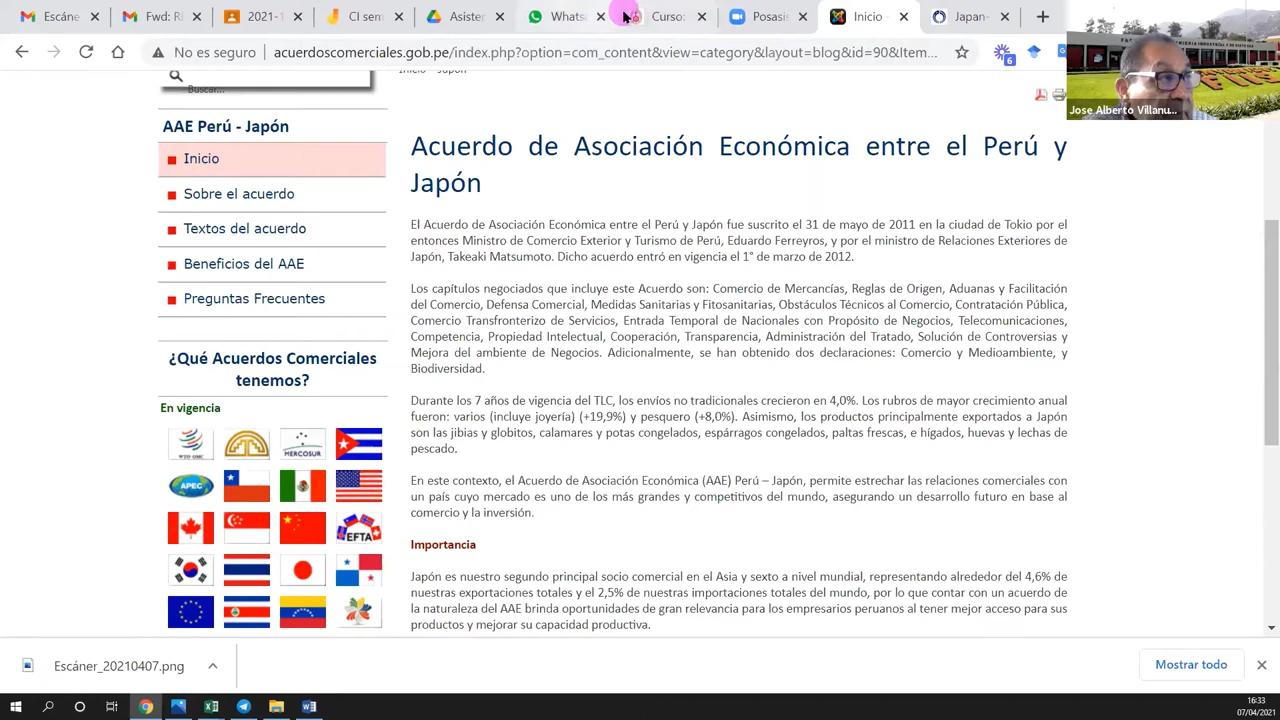 Escáne
Fwd: Ri
2021-1
CI sem
Asisten
Whats
Curso:
Posasis
Inicio
Japan-
No es seguro
acuerdoscomerciales.gob.pe/index.php?option=com_content&view=category&layout=blog&id=90&Item...
6
Jose Alberto Villanu...
Buscar...
Inicio Japón
AAE Perú - Japón
Inicio
Sobre el acuerdo
Textos del acuerdo
Beneficios del AAE
Preguntas Frecuentes
¿Qué Acuerdos Comerciales
tenemos?
En vigencia
WTO OMC
MERCOSUR
APEC
EFTA
Acuerdo de Asociación Económica entre el Perú y
Japón
El Acuerdo de Asociación Económica entre el Perú y Japón fue suscrito el 31 de mayo de 2011 en la ciudad de Tokio por el
entonces Ministro de Comercio Exterior y Turismo de Perú, Eduardo Ferreyros, y por el ministro de Relaciones Exteriores de
Japón, Takeaki Matsumoto. Dicho acuerdo entró en vigencia el 1° de marzo de 2012.
Los capítulos negociados que incluye este Acuerdo son: Comercio de Mercancías, Reglas de Origen, Aduanas y Facilitación
del Comercio, Defensa Comercial, Medidas Sanitarias y Fitosanitarias, Obstáculos Técnicos al Comercio, Contratación Pública,
Comercio Transfronterizo de Servicios, Entrada Temporal de Nacionales con Propósito de Negocios, Telecomunicaciones,
Competencia, Propiedad Intelectual, Cooperación, Transparencia, Administración del Tratado, Solución de Controversias y
Mejora del ambiente de Negocios. Adicionalmente, se han obtenido dos declaraciones: Comercio y Medioambiente, y
Biodiversidad.
Durante los 7 años de vigencia del TLC, los envíos no tradicionales crecieron en 4,0%. Los rubros de mayor crecimiento anual
fueron: varios (incluye joyería) (+19,9%) y pesquero (+8,0%). Asimismo, los productos principalmente exportados a Japón
son las jibias y globitos, calamares y potas congelados, espárragos congelados, paltas frescas, e hígados, huevas y lechas de
pescado.
En este contexto, el Acuerdo de Asociación Económica (AAE) Perú – Japón, permite estrechar las relaciones comerciales con
un país cuyo mercado es uno de los más grandes y competitivos del mundo, asegurando un desarrollo futuro en base al
comercio y la inversión.
Importancia
Japón es nuestro segundo principal socio comercial en el Asia y sexto a nivel mundial, representando alrededor del 4,6% de
nuestras exportaciones totales y el 2,5% de nuestras importaciones totales del mundo, por lo que contar con un acuerdo de
la naturaleza del AAE brinda oportunidades de gran relevancia para los empresarios peruanos al tener mejor acceso para sus
productos y mejorar su capacidad productiva.
Escáner_20210407.png
Mostrar todo
16:33
07/04/2021